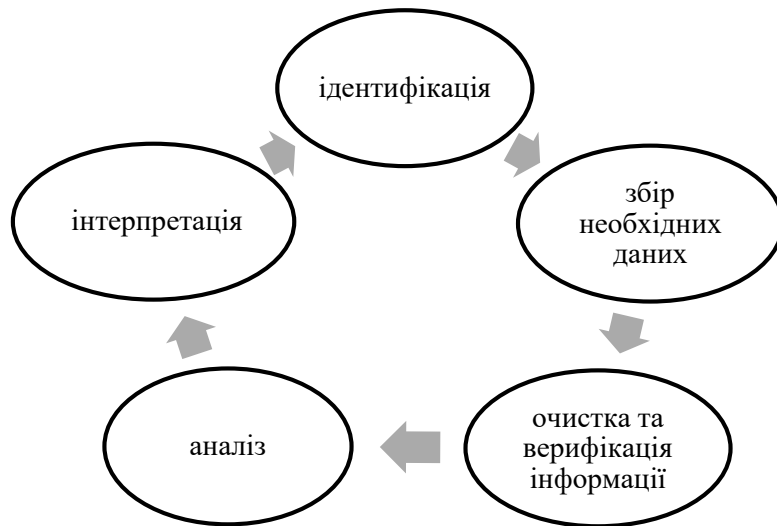 ідентифікація
збір
необхідних
даних
очистка та
верифікація
інформації
аналіз
інтерпретація